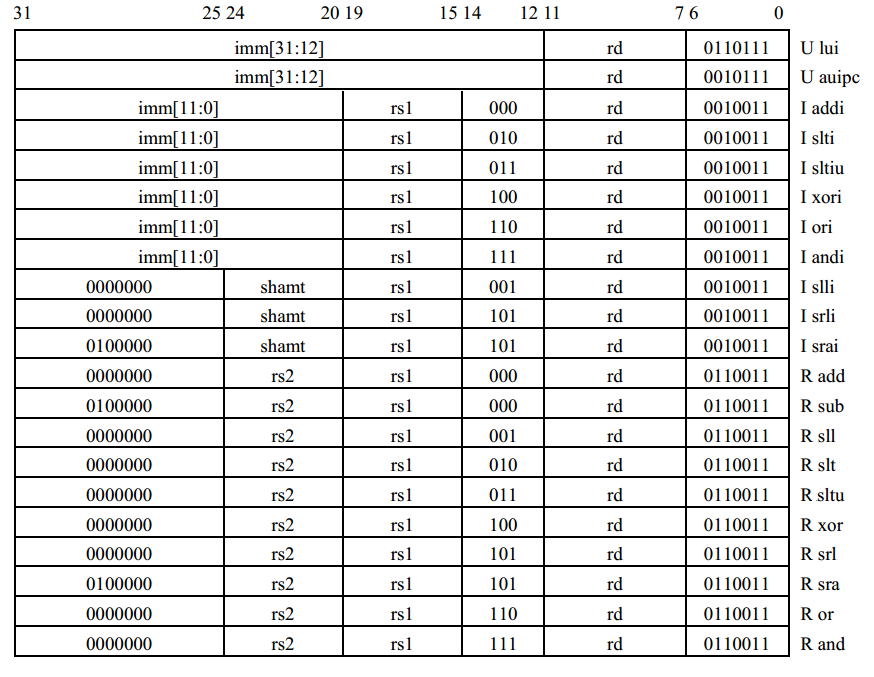 31 25 24 20 19 15 14 12 11 7 6 0
imm[31:12] rd 0110111 U lui
imm[31:12] rd 0010111 U auipc
imm[11:0] rs1 000 rd 0010011 I addi
imm[11:0] rs1 010 rd 0010011 I slti
imm[11:0] rs1 011 rd 0010011 I sltiu
imm[11:0] rs1 100 rd 0010011 I xori
imm[11:0] rs1 110 rd 0010011 I ori
imm[11:0] rs1 111 rd 0010011 I andi
0000000 shamt rs1 001 rd 0010011 I slli
0000000 shamt rs1 101 rd 0010011 I srli
0100000 shamt rs1 101 rd 0010011 I srai
0000000 rs2 rs1 000 rd 0110011 R add
0100000 rs2 rs1 000 rd 0110011 R sub
0000000 rs2 rs1 001 rd 0110011 R sll
0000000 rs2 rs1 010 rd 0110011 R slt
0000000 rs2 rs1 011 rd 0110011 R sltu
0000000 rs2 rs1 100 rd 0110011 R xor
0000000 rs2 rs1 101 rd 0110011 R srl
0100000 rs2 rs1 101 rd 0110011 R sra
0000000 rs2 rs1 110 rd 0110011 R or
0000000 rs2 rs1 111 rd 0110011 R and